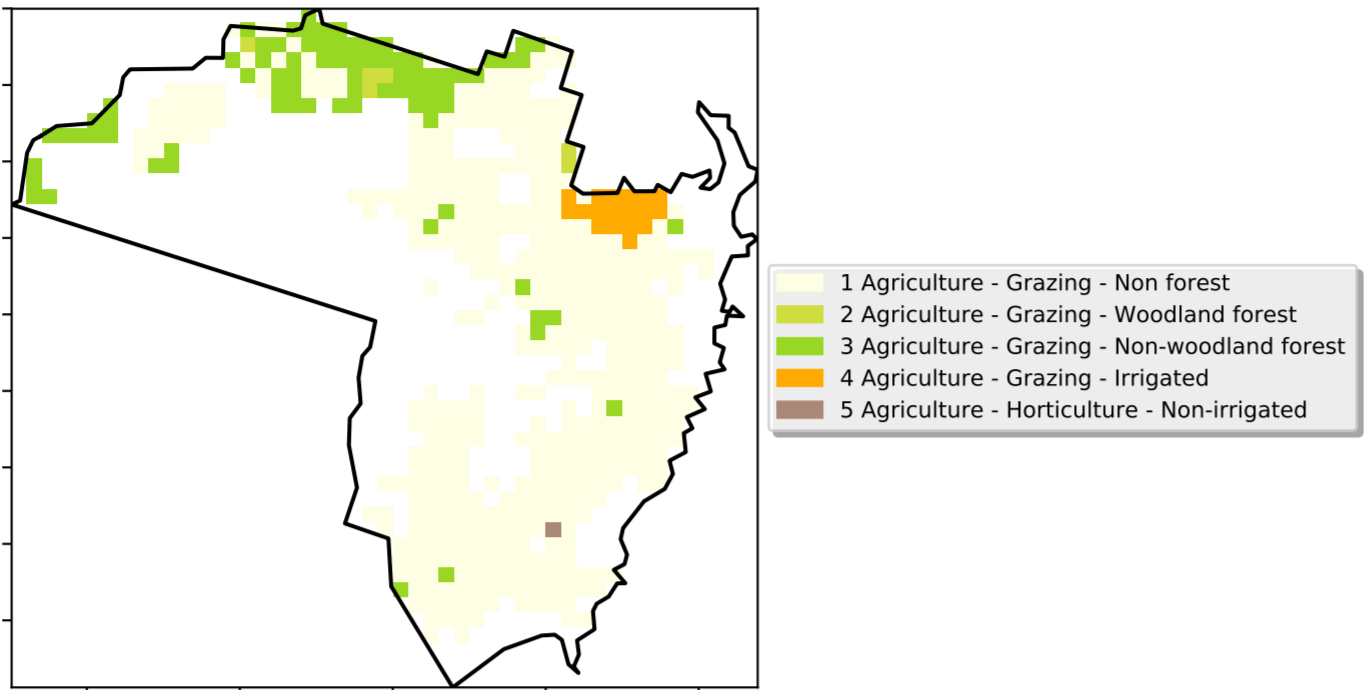 1 Agriculture - Grazing - Non forest
2 Agriculture - Grazing - Woodland forest
3 Agriculture - Grazing - Non-woodland forest
4 Agriculture - Grazing - Irrigated
5 Agriculture - Horticulture - Non-irrigated